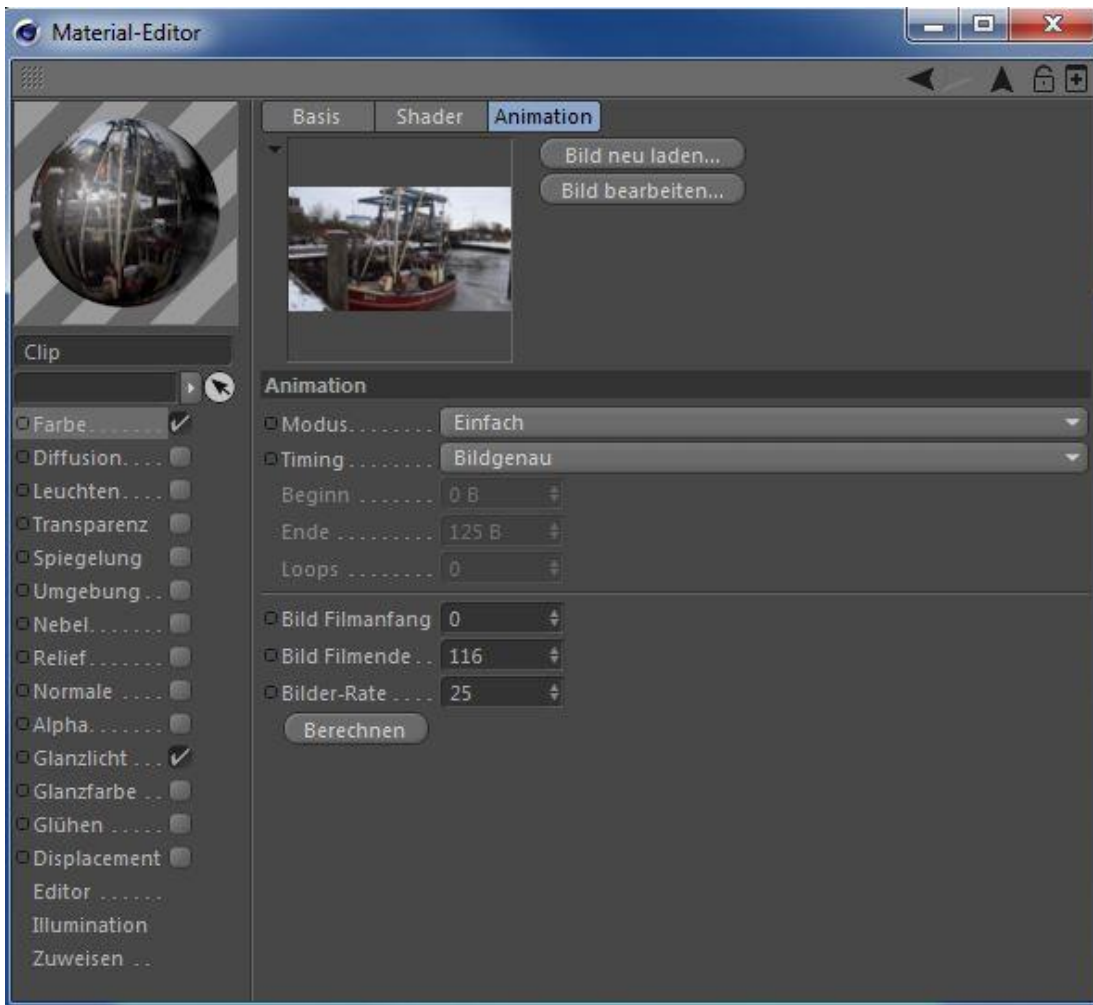 Material-Editor
Basis Shader Animation
Bild neu laden...
Bild bearbeiten...
Clip
Farbe.......
Diffusion....
Leuchten....
Transparenz
Spiegelung
Umgebung..
Nebel.......
Relief.......
Normale ....
Alpha.......
Glanzlicht ...
Glanzfarbe ..
Glühen .....
Displacement
Editor ......
Illumination
Zuweisen ..
Animation
Modus........ Einfach
Timing........ Bildgenau
Beginn ....... 0 B
Ende ......... 125 B
Loops ........ 0
Bild Filmanfang 0
Bild Filmende.. 116
Bilder-Rate .... 25
Berechnen